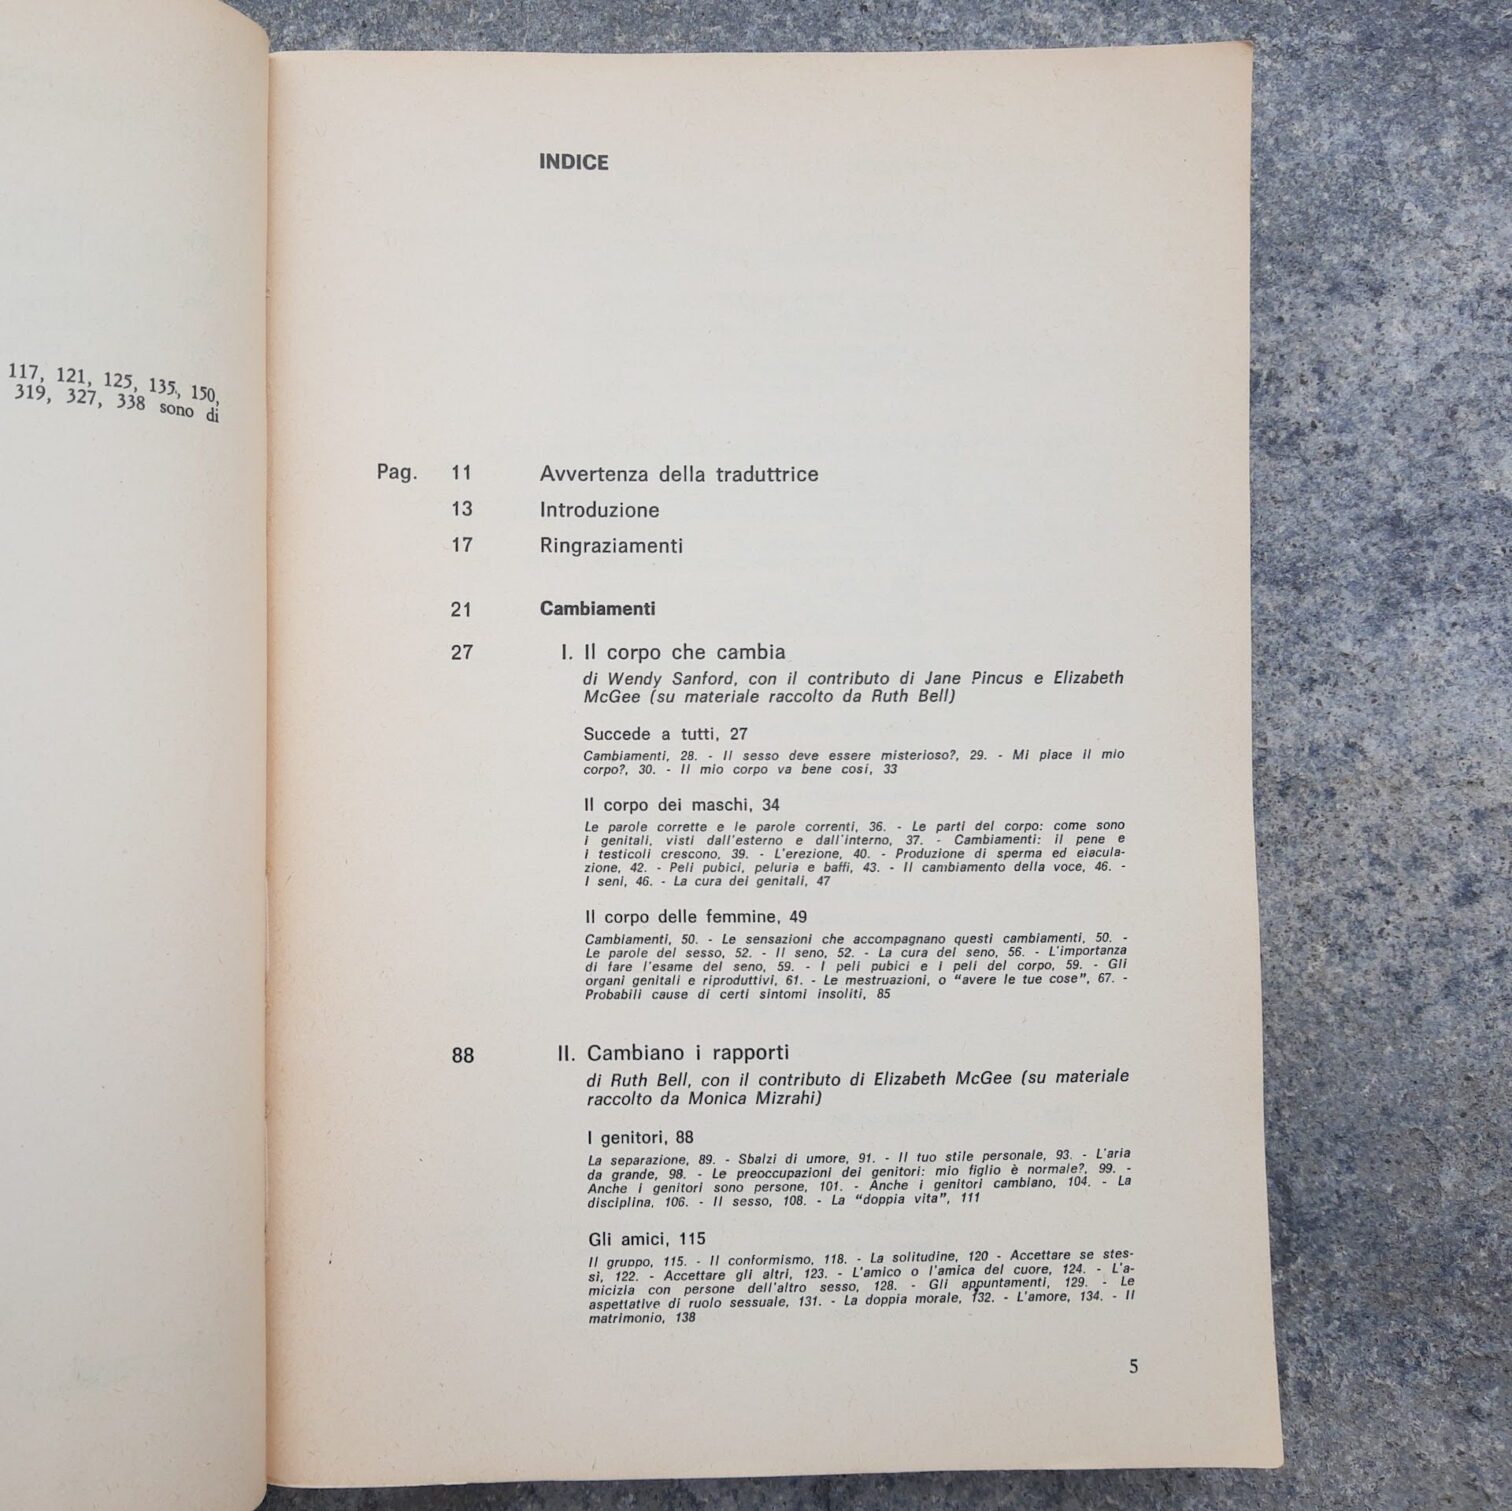 117, 121, 125, 135, 150,
319, 327, 338 sono di
INDICE
Pag. 11 Avvertenza della traduttrice
13 Introduzione
17 Ringraziamenti
21 Cambiamenti
27 I. Il corpo che cambia
di Wendy Sanford, con il contributo di Jane Pincus e Elizabeth
McGee (su materiale raccolto da Ruth Bell)
Succede a tutti, 27
Cambiamenti, 28. - Il sesso deve essere misterioso?, 29. - Mi place il mio
corpo?, 30. - Il mio corpo va bene così, 33
Il corpo dei maschi, 34
Le parole corrette e le parole correnti, 36. - Le parti del corpo: come sono
i genitali, visti dall'esterno e dall'interno, 37. - Cambiamenti: il pene e
i testicoli crescono, 39. - L'erezione, 40. - Produzione di sperma ed eiacula-
zione, 42. - Peli pubici, peluria e baffi, 43. - Il cambiamento della voce, 46. -
I seni, 46. - La cura dei genitali, 47
Il corpo delle femmine, 49
Cambiamenti, 50. - Le sensazioni che accompagnano questi cambiamenti, 50. -
Le parole del sesso, 52. - Il seno, 52. - La cura del seno, 56. - L'importanza
di fare l'esame del seno, 59. - I peli pubici e i peli del corpo, 59. - Gli
organi genitali e riproduttivi, 61. - Le mestruazioni, o "avere le tue cose", 67. -
Probabili cause di certi sintomi insoliti, 85
88 II. Cambiano i rapporti
di Ruth Bell, con il contributo di Elizabeth McGee (su materiale
raccolto da Monica Mizrahi)
I genitori, 88
La separazione, 89. - Sbalzi di umore, 91. - Il tuo stile personale, 93. - L'aria
da grande, 98. - Le preoccupazioni dei genitori: mio figlio è normale?, 99. -
Anche i genitori sono persone, 101. - Anche i genitori cambiano, 104. - La
disciplina, 106. - Il sesso, 108. - La "doppia vita", 111
Gli amici, 115
Il gruppo, 115. - Il conformismo, 118. - La solitudine, 120 - Accettare se stes-
si, 122. - Accettare gli altri, 123. - L'amico o l'amica del cuore, 124. - L'a-
micizia con persone dell'altro sesso, 128. - Gli appuntamenti, 129. - Le
aspettative di ruolo sessuale, 131. - La doppia morale, 132. - L'amore, 134. - Il
matrimonio, 138
5